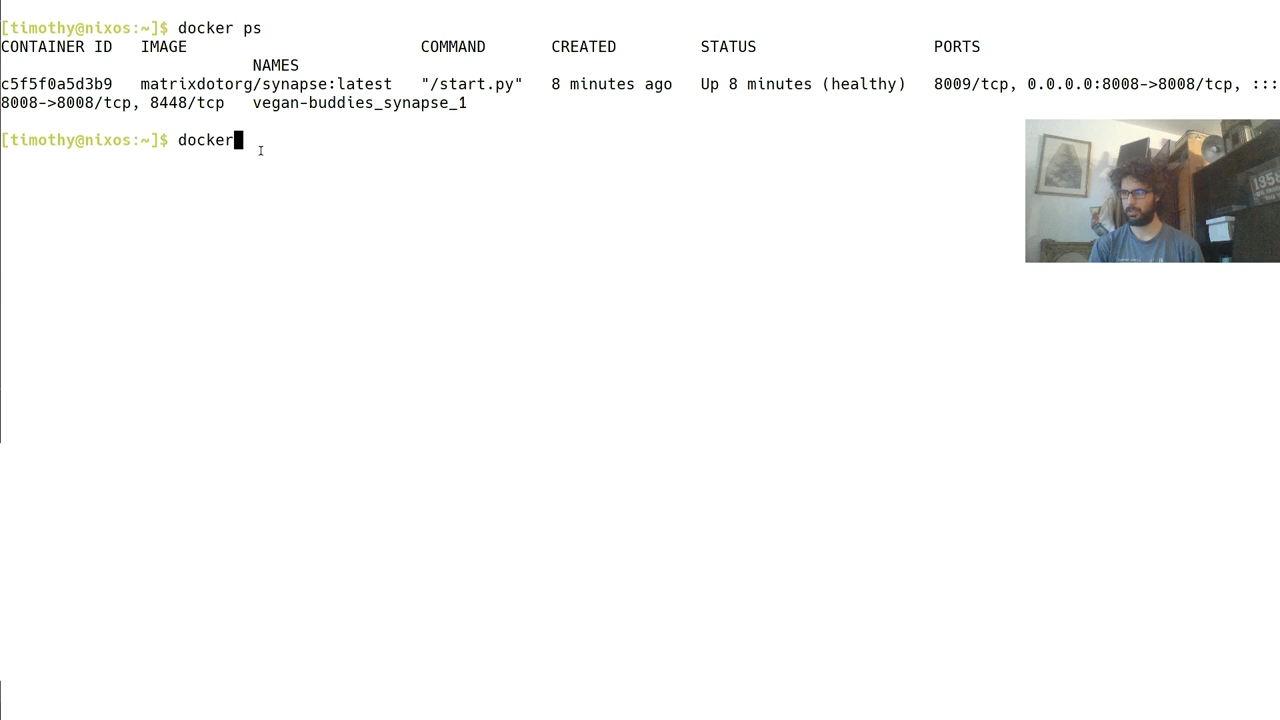 [timothy@nixos:~]$ docker ps
CONTAINER ID   IMAGE                         COMMAND       CREATED         STATUS                   PORTS
                           NAMES
c5f5f0a5d3b9   matrixdotorg/synapse:latest   "/start.py"   8 minutes ago   Up 8 minutes (healthy)   8009/tcp, 0.0.0.0:8008->8008/tcp, :::
8008->8008/tcp, 8448/tcp   vegan-buddies_synapse_1
[timothy@nixos:~]$ docker